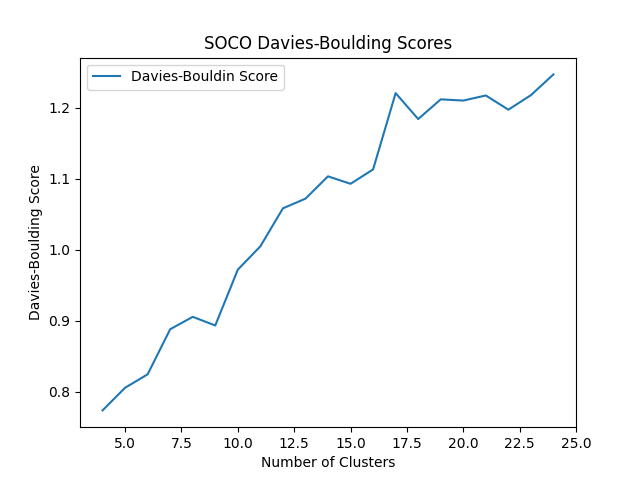 SOCO Davies-Boulding Scores
Davies-Bouldin Score
Davies-Boulding Score
1.2
1.1
1.0
0.9
0.8
5.0 7.5 10.0 12.5 15.0 17.5 20.0 22.5 25.0
Number of Clusters